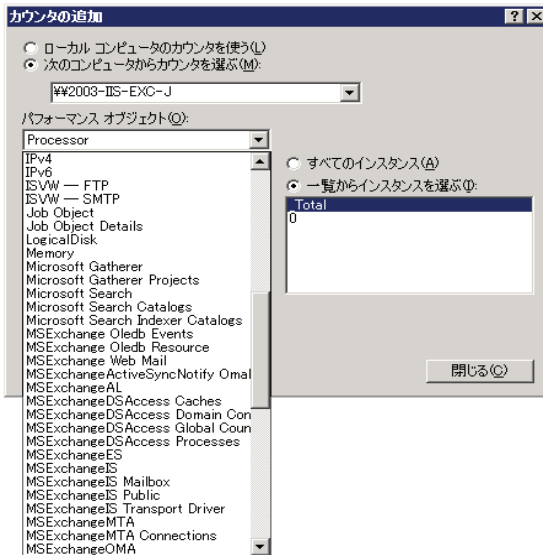 カウンタの追加
ローカル コンピュータのカウンタを使う(L)
次のコンピュータからカウンタを選ぶ(M):
¥¥2003-IIS-EXC-J
パフォーマンス オブジェクト(O):
Processor
IPv4
IPv6
ISVW — FTP
ISVW — SMTP
Job Object
Job Object Details
LogicalDisk
Memory
Microsoft Gatherer
Microsoft Gatherer Projects
Microsoft Search
Microsoft Search Catalogs
Microsoft Search Indexer Catalogs
MSExchange Oledb Events
MSExchange Oledb Resource
MSExchange Web Mail
MSExchangeActiveSyncNotify Omal
MSExchangeAL
MSExchangeDSAccess Caches
MSExchangeDSAccess Domain Con
MSExchangeDSAccess Global Coun
MSExchangeDSAccess Processes
MSExchangeES
MSExchangeIS
MSExchangeIS Mailbox
MSExchangeIS Public
MSExchangeIS Transport Driver
MSExchangeMTA
MSExchangeMTA Connections
MSExchangeOMA
すべてのインスタンス(A)
一覧からインスタンスを選ぶ(I):
_Total
0
閉じる(C)